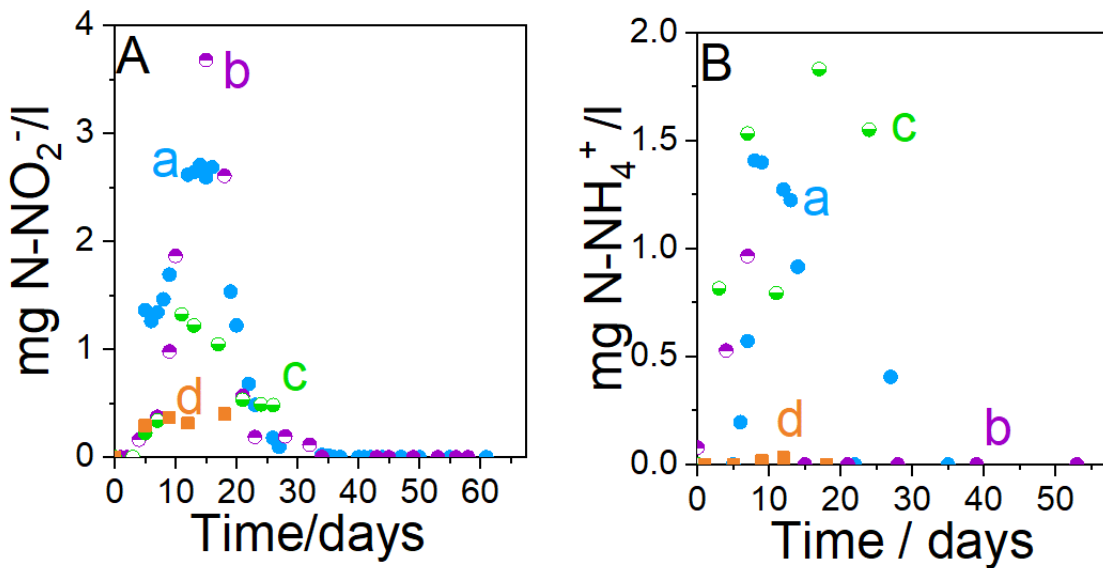 A
mg N-NO₂⁻/l
4
3
2
1
0
a
b
c
d
0 10 20 30 40 50 60
Time/days
B
mg N-NH₄⁺/l
2.0
1.5
1.0
0.5
0.0
c
a
d
b
0 10 20 30 40 50
Time / days